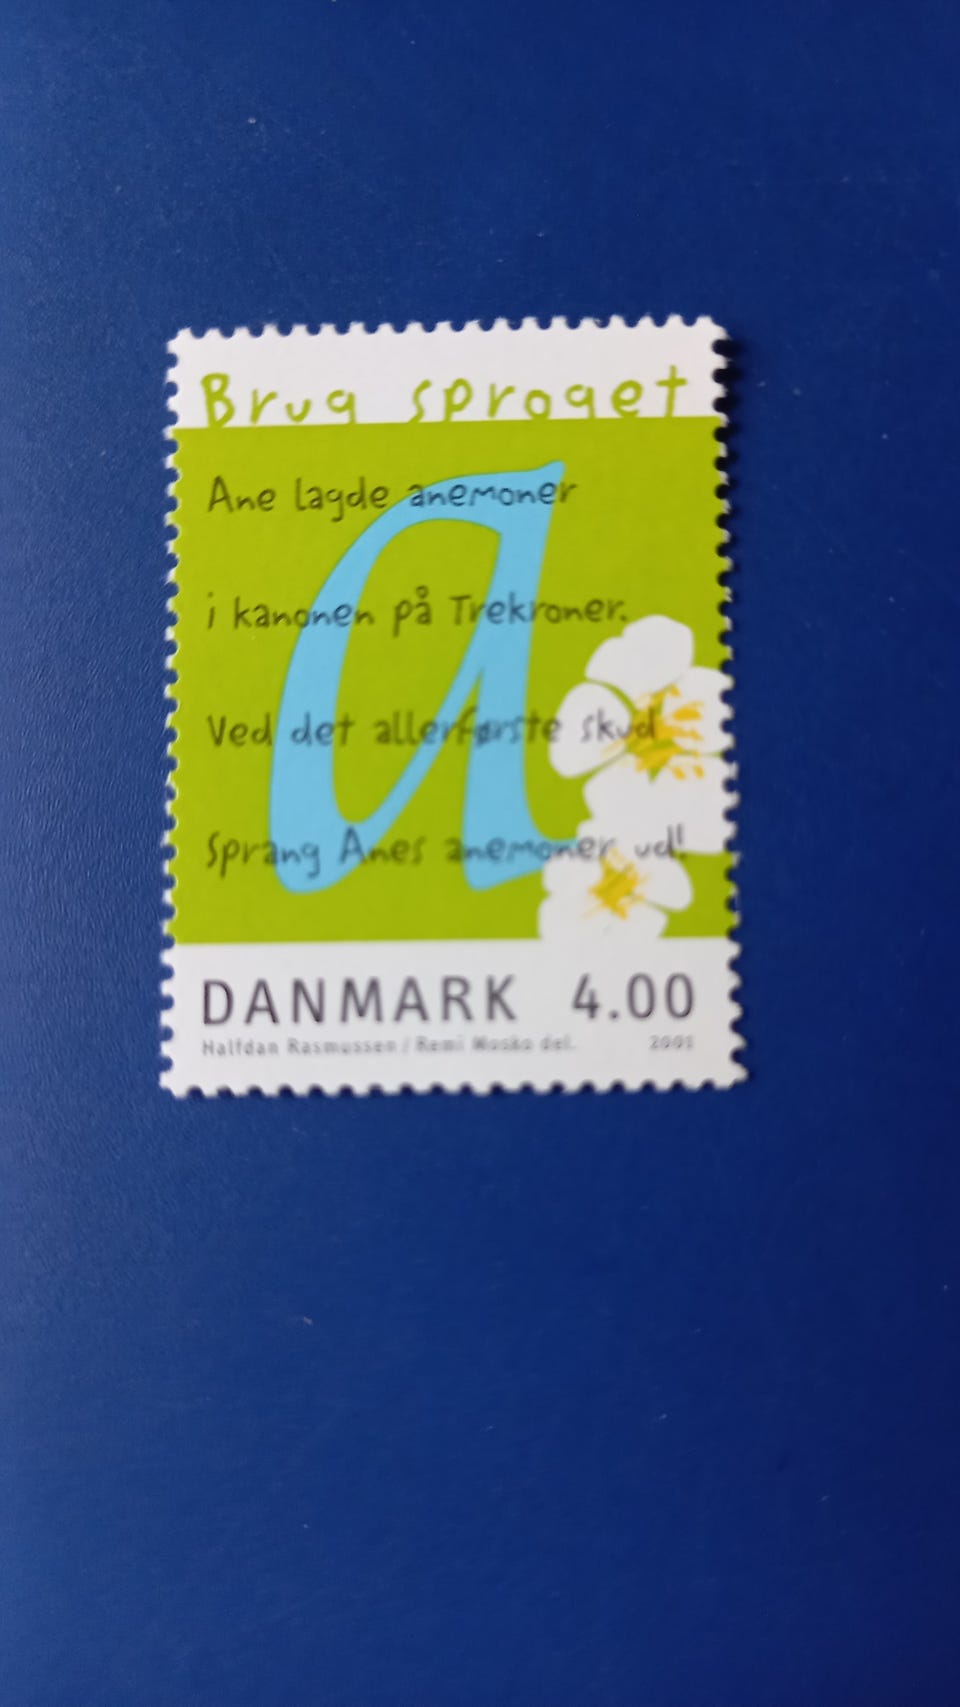 Brug sproget
a
Ane lagde anemoner
i kanonen på Trekroner.
Ved det allerførste skud
sprang Anes anemoner ud!
DANMARK 4.00
Halfdan Rasmussen / Remi Mosko del. 2001